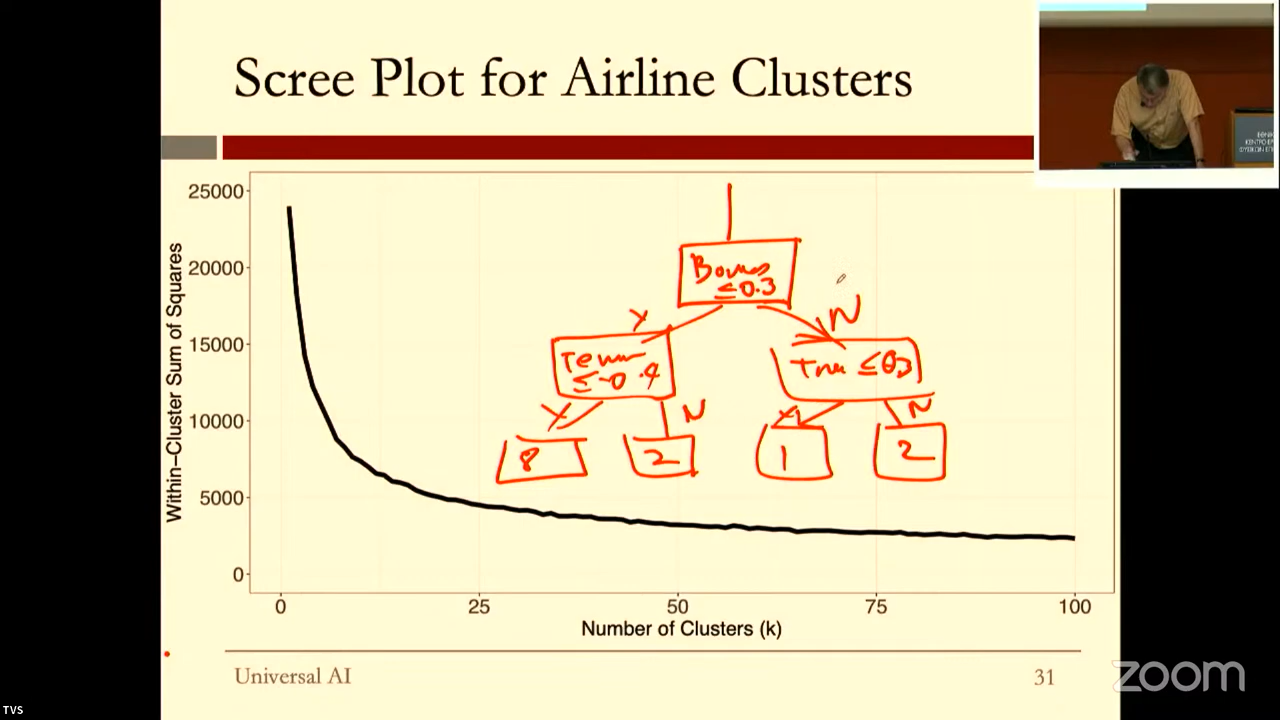 Scree Plot for Airline Clusters
25000
20000
15000
10000
5000
0
Within-Cluster Sum of Squares
0 25 50 75 100
Number of Clusters (k)
Bonus
≤0.3
Y
N
≤-0.4
Y
N
Y
N
8
2
1
2
Universal AI
31
zoom
TVS
ΚΕΝΤΡΟ